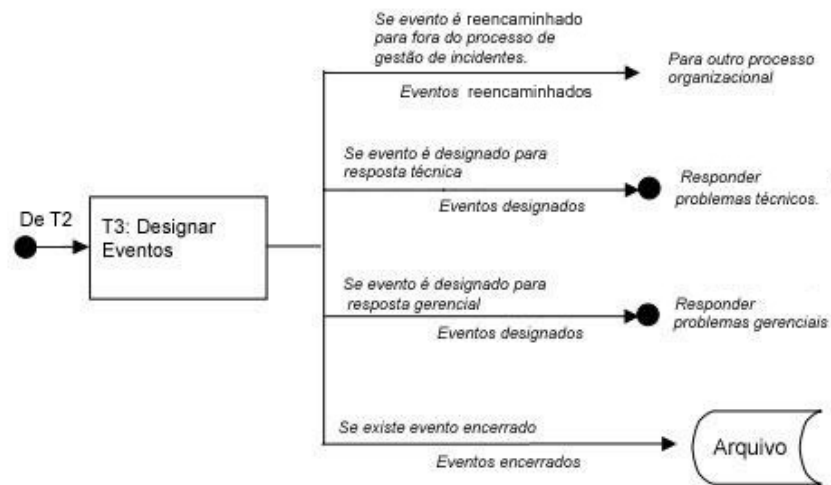 Se evento é reencaminhado
para fora do processo de
gestão de incidentes.
Eventos reencaminhados
Para outro processo
organizacional
Se evento é designado para
resposta técnica
Eventos designados
Responder
problemas técnicos.
De T2
T3: Designar
Eventos
Se evento é designado para
resposta gerencial
Eventos designados
Responder
problemas gerenciais
Se existe evento encerrado
Eventos encerrados
Arquivo